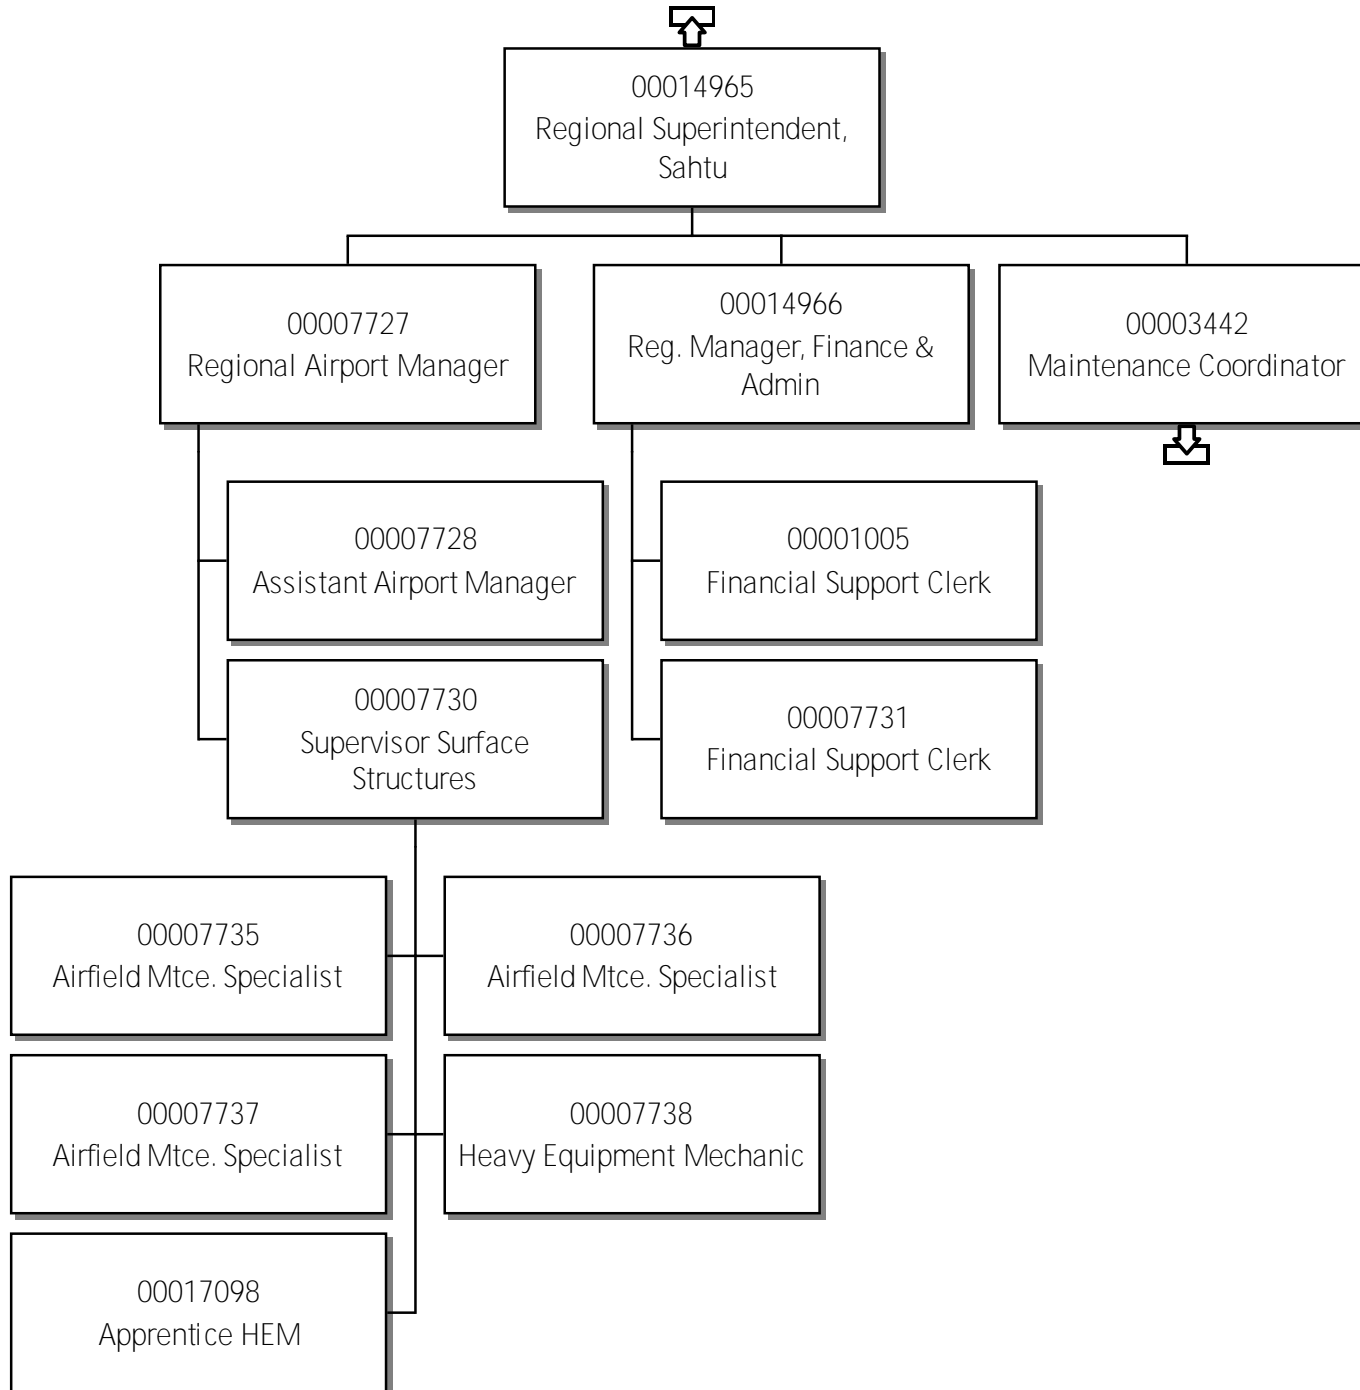 00014965
Regional Superintendent,
Sahtu
00007727
Regional Airport Manager
00014966
Reg. Manager, Finance &
Admin
00003442
Maintenance Coordinator
00007728
Assistant Airport Manager
00007730
Supervisor Surface
Structures
00001005
Financial Support Clerk
00007731
Financial Support Clerk
00007735
Airfield Mtce. Specialist
00007736
Airfield Mtce. Specialist
00007737
Airfield Mtce. Specialist
00007738
Heavy Equipment Mechanic
00017098
Apprentice HEM